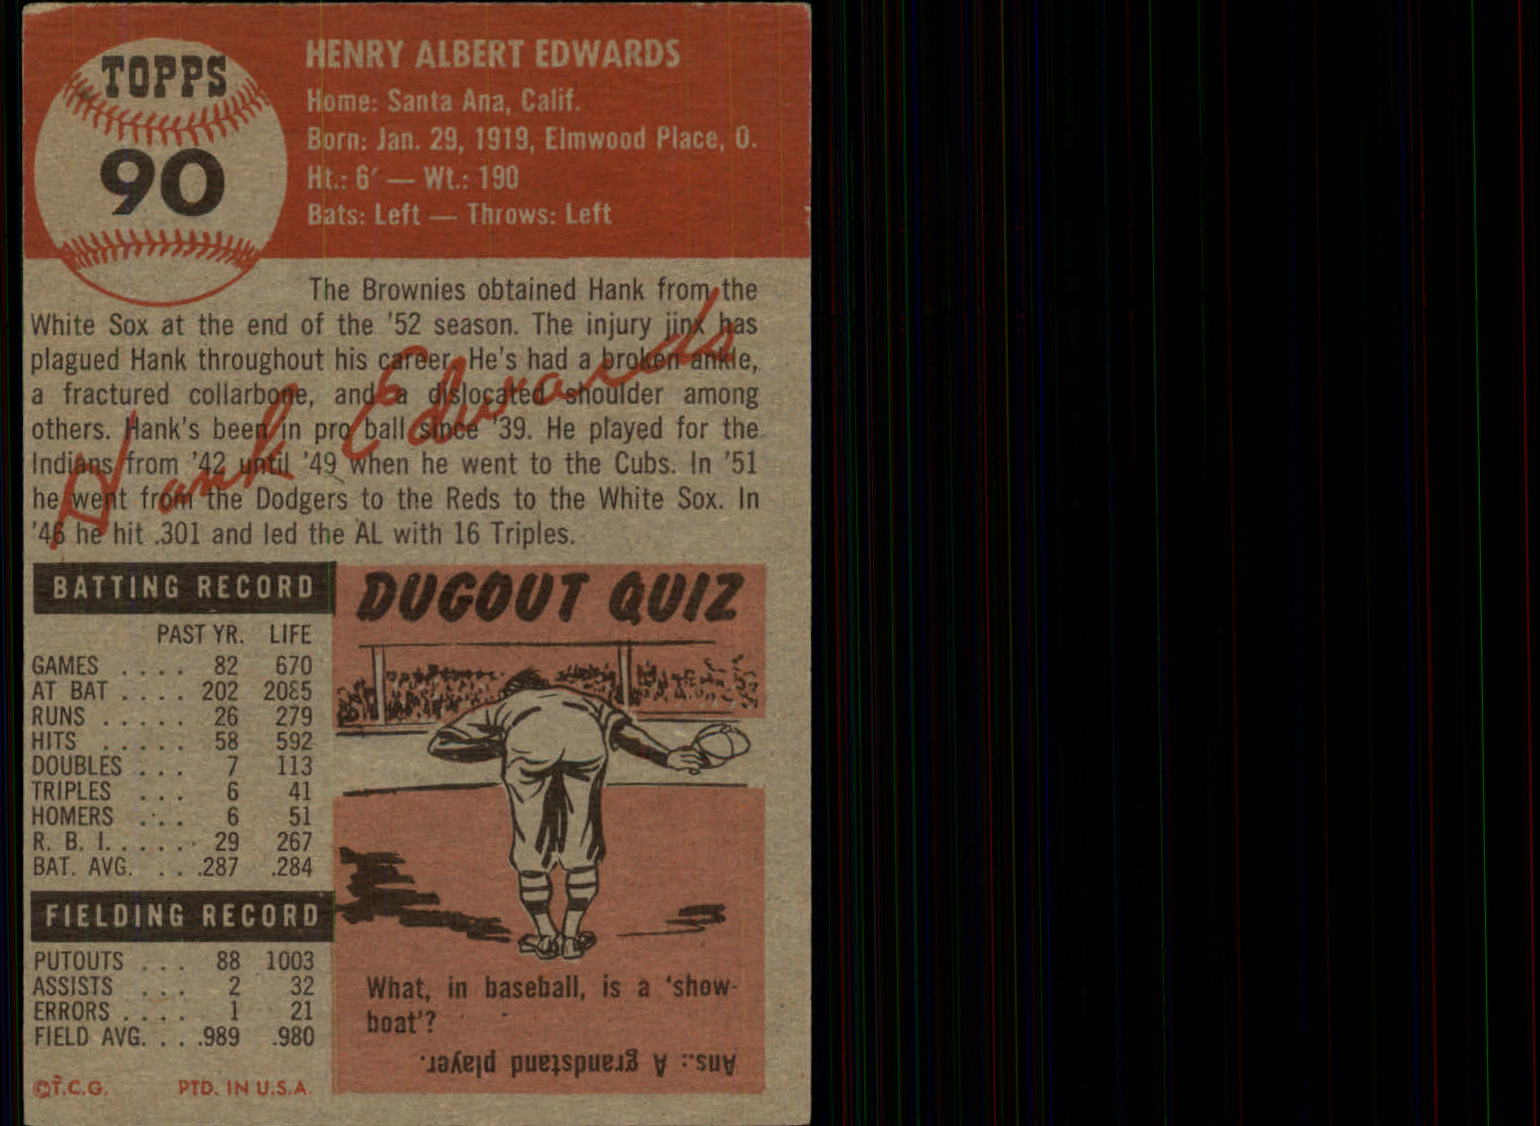 TOPPS
90
HENRY ALBERT EDWARDS
Home: Santa Ana, Calif.
Born: Jan. 29, 1919, Elmwood Place, O.
Ht.: 6' — Wt.: 190
Bats: Left — Throws: Left
The Brownies obtained Hank from the
White Sox at the end of the '52 season. The injury jinx has
plagued Hank throughout his career. He's had a broken ankle,
a fractured collarbone, and a dislocated shoulder among
others. Hank's been in pro ball since '39. He played for the
Indians from '42 until '49 when he went to the Cubs. In '51
he went from the Dodgers to the Reds to the White Sox. In
'46 he hit .301 and led the AL with 16 Triples.
Hank Edwards
BATTING RECORD
PAST YR. LIFE
GAMES . . . . 82 670
AT BAT . . . . 202 2085
RUNS . . . . . 26 279
HITS . . . . . 58 592
DOUBLES . . . 7 113
TRIPLES . . . 6 41
HOMERS . . . 6 51
R. B. I. . . . . . 29 267
BAT. AVG. . . .287 .284
FIELDING RECORD
PUTOUTS . . . 88 1003
ASSISTS . . . 2 32
ERRORS . . . . 1 21
FIELD AVG. . . .989 .980
©T.C.G. PTD. IN U.S.A.
DUGOUT QUIZ
What, in baseball, is a 'show-
boat'?
Ans.: A grandstand player.